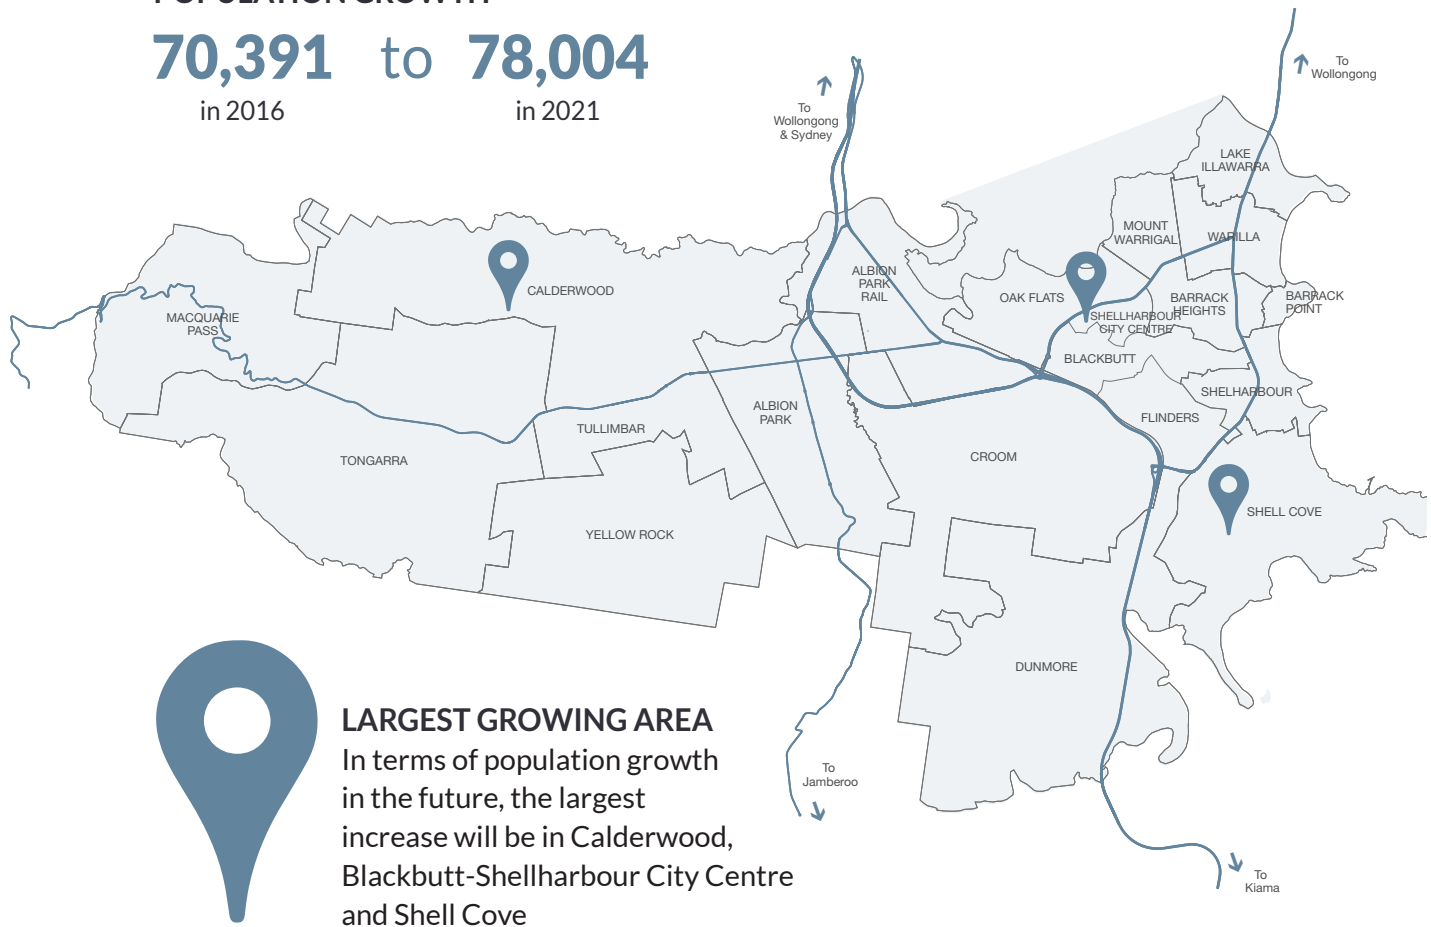 POPULATION GROWTH
70,391 to 78,004
in 2016
in 2021
To
Wollongong
To
Wollongong
& Sydney
LAKE
ILLAWARRA
MOUNT
WARRIGAL
WARILLA
ALBION
PARK
RAIL
CALDERWOOD
OAK FLATS
BARRACK
HEIGHTS
BARRACK
POINT
MACQUARIE
PASS
SHELLHARBOUR
CITY CENTRE
BLACKBUTT
SHELHARBOUR
ALBION
PARK
FLINDERS
TULLIMBAR
TONGARRA
CROOM
SHELL COVE
YELLOW ROCK
DUNMORE
LARGEST GROWING AREA
In terms of population growth
in the future, the largest
increase will be in Calderwood,
Blackbutt-Shellharbour City Centre
and Shell Cove
To
Jamberoo
To
Kiama